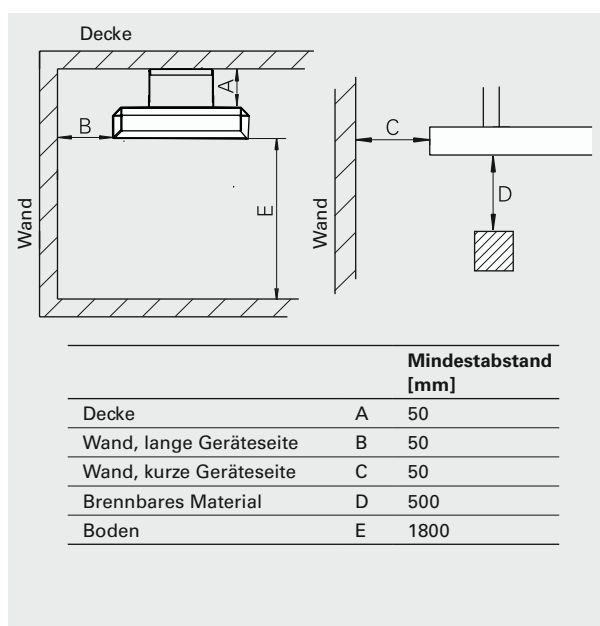 Decke
A
B
C
D
E
Wand
Wand
Mindestabstand
[mm]
Decke A 50
Wand, lange Geräteseite B 50
Wand, kurze Geräteseite C 50
Brennbares Material D 500
Boden E 1800